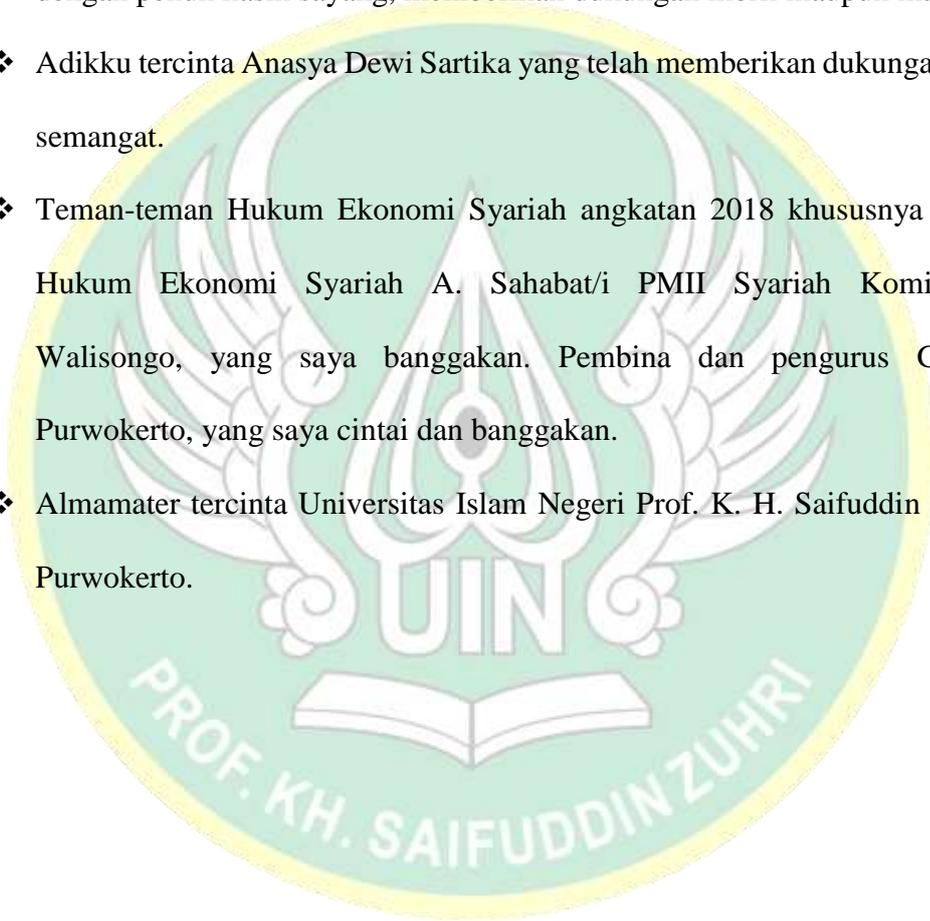 ❖ Adikku tercinta Anasya Dewi Sartika yang telah memberikan
semangat.
❖ Teman-teman Hukum Ekonomi Syariah angkatan 2018 khususnya
Hukum Ekonomi Syariah A. Sahabat/i PMII Syariah
Walisongo, yang saya banggakan. Pembina dan pengurus
Purwokerto, yang saya cintai dan banggakan.
❖ Almamater tercinta Universitas Islam Negeri Prof. K. H. Saifuddin
Purwokerto.
UIN
PROF. KH. SAIFUDDIN ZUHRI